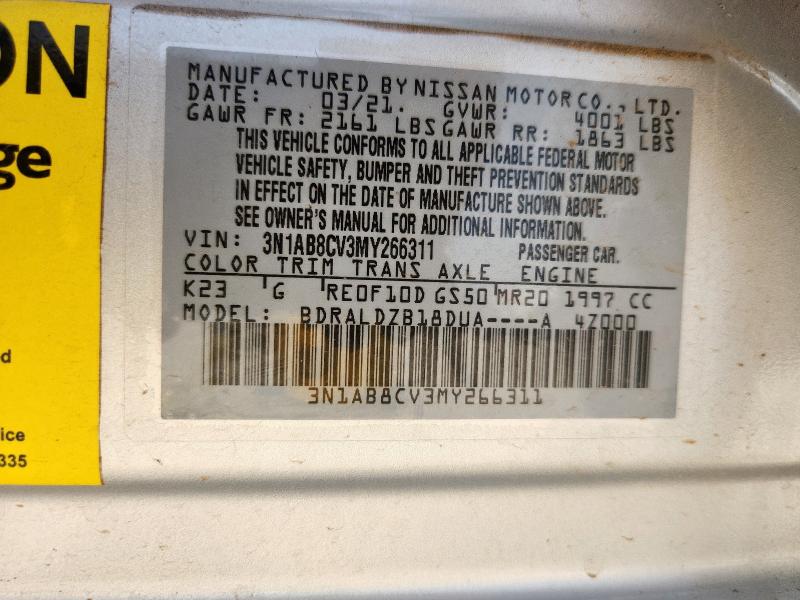 ON
ge
d
ice
335
MANUFACTURED BY NISSAN MOTOR CO., LTD.
DATE: 03/21. GVWR: 4001 LBS
GAWR FR: 2161 LBS GAWR RR: 1863 LBS
THIS VEHICLE CONFORMS TO ALL APPLICABLE FEDERAL MOTOR
VEHICLE SAFETY, BUMPER AND THEFT PREVENTION STANDARDS
IN EFFECT ON THE DATE OF MANUFACTURE SHOWN ABOVE.
SEE OWNER'S MANUAL FOR ADDITIONAL INFORMATION.
VIN: 3N1AB8CV3MY266311 PASSENGER CAR.
COLOR TRIM TRANS AXLE ENGINE
K23 G RE0F10D GS50 MR20 1997 CC
MODEL: BDRALDZB18DUA----A 4Z000
3N1AB8CV3MY266311